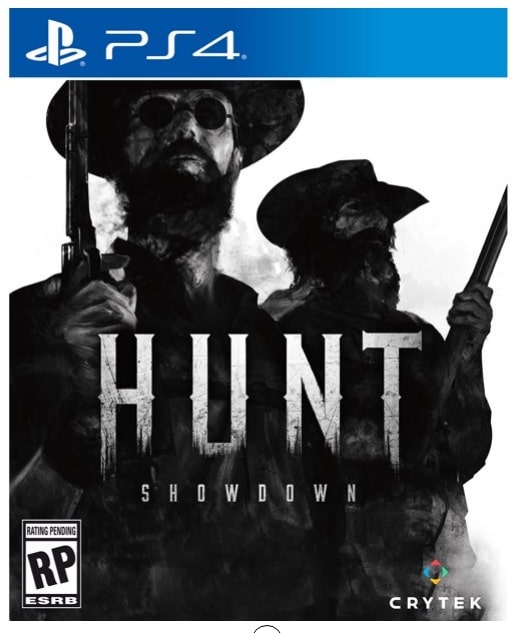 PS4
HUNT
SHOWDOWN
RATING PENDING
RP
ESRB
CRYTEK